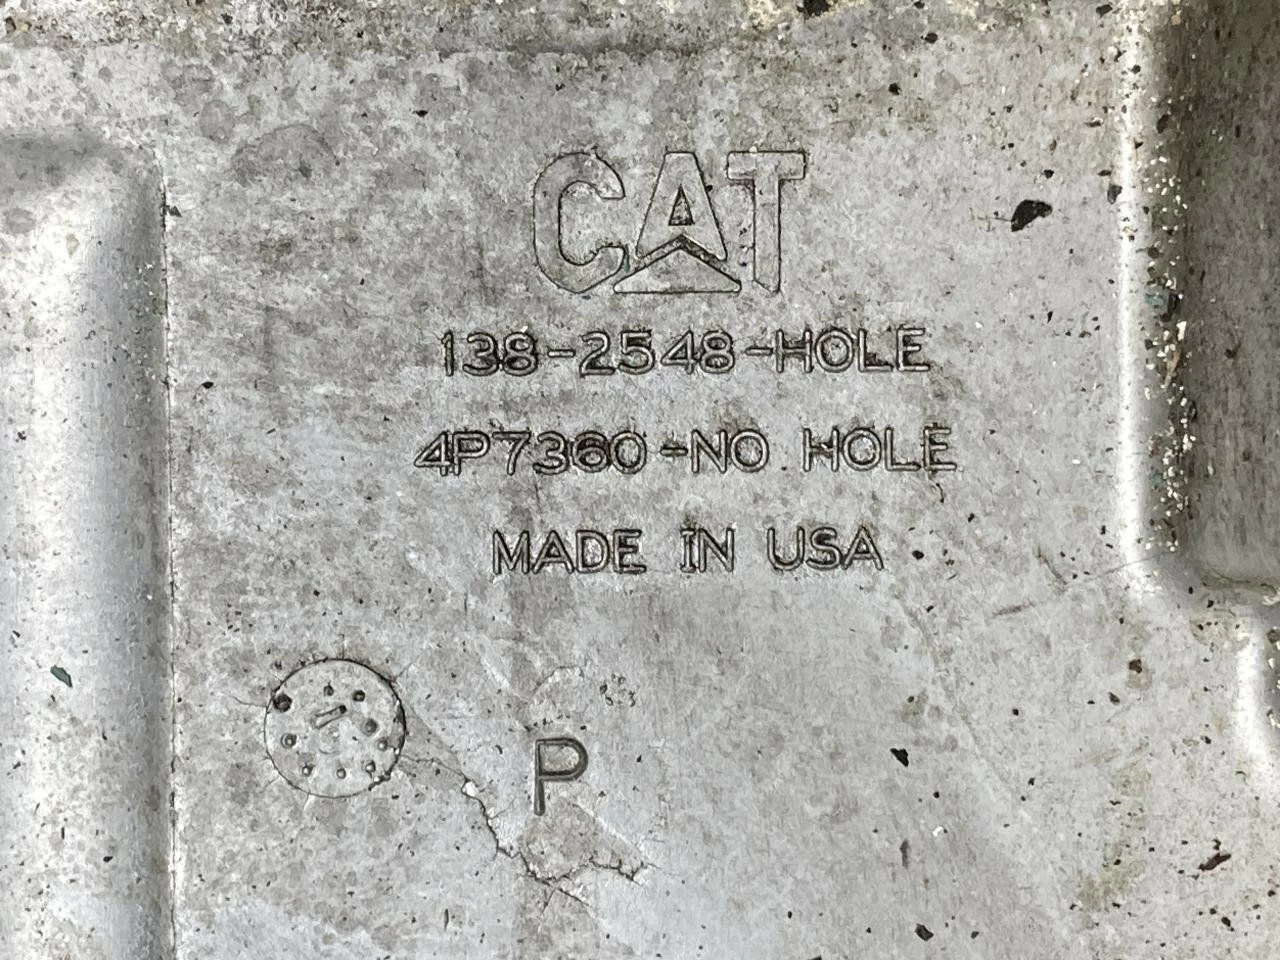 CAT
138-2548-HOLE
4P7360-NO HOLE
MADE IN USA
P